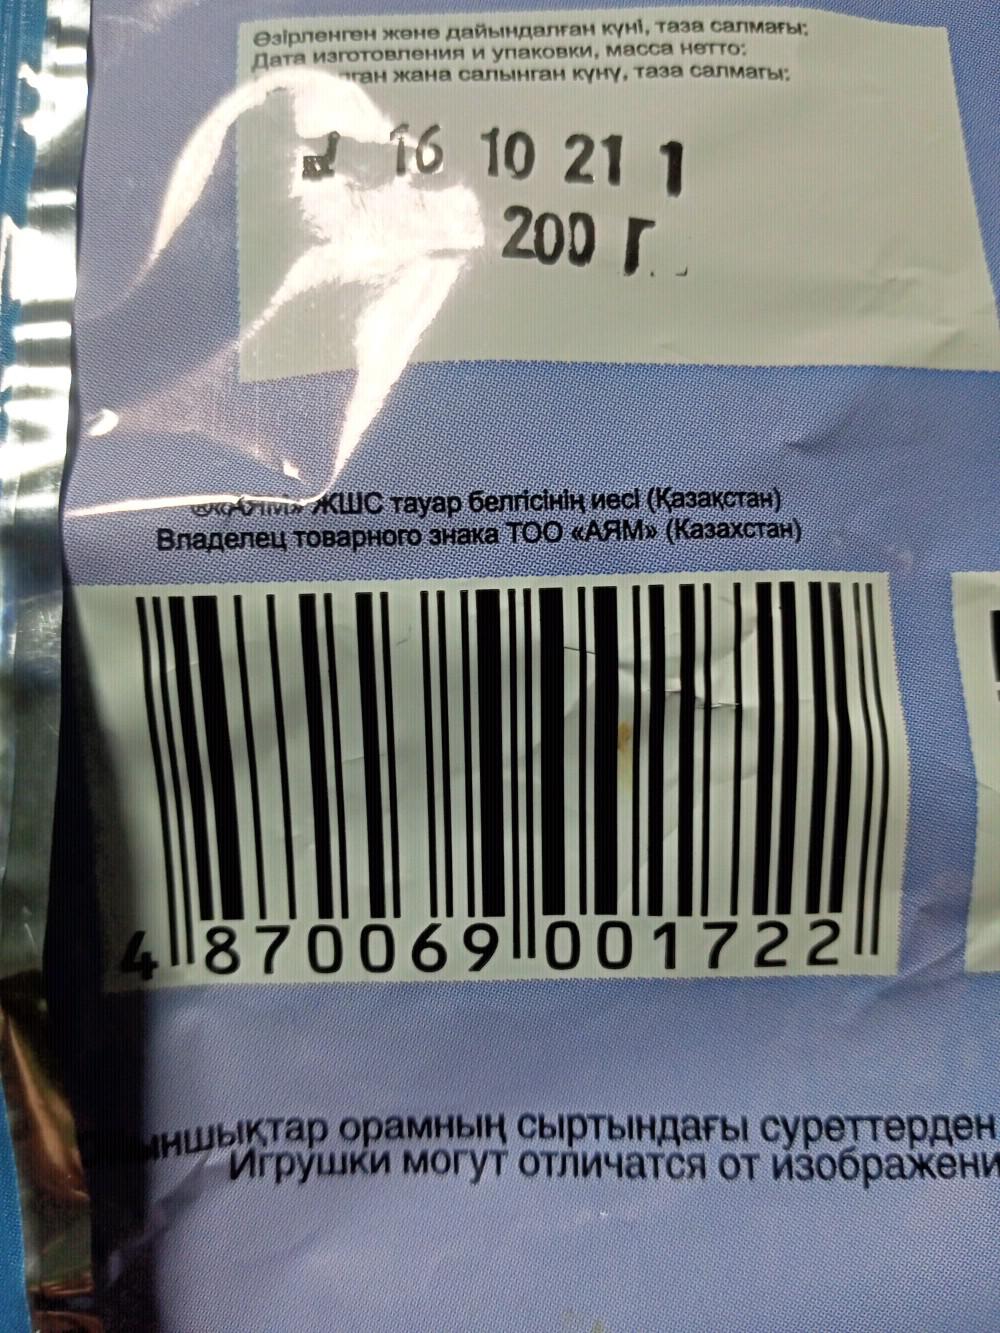 Өзірленген және дайындалған күні, таза салмағы:
Дата изготовления и упаковки, масса нетто:
жана салынган күнү, таза салмагы:
16 10 21 1
200 Г
«АЯМ» ЖШС тауар белгісінің иесі (Қазақстан)
Владелец товарного знака ТОО «АЯМ» (Казахстан)
4 870069 001722
орамның сыртындағы суреттерден
Игрушки могут отличатся от